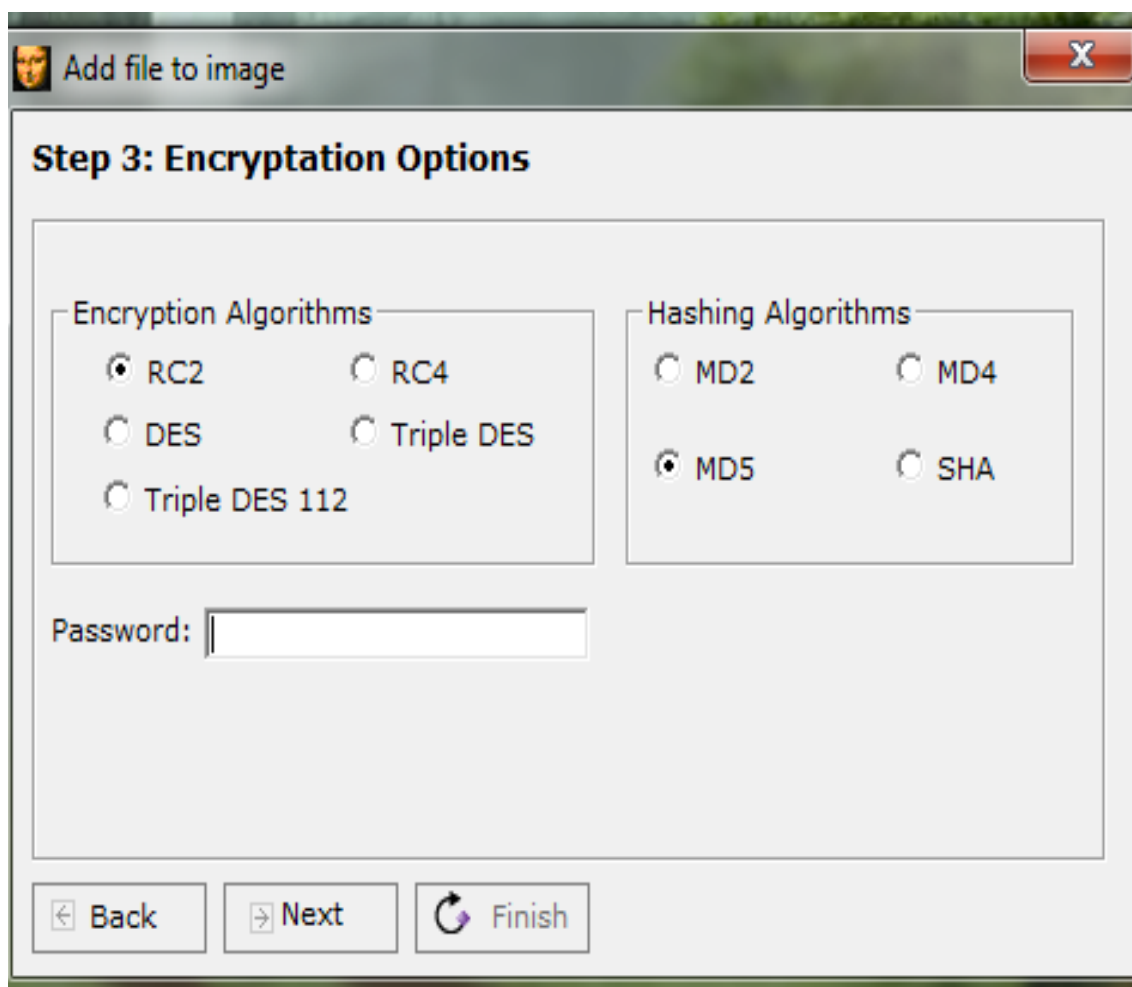 Add file to image
X
Step 3: Encryptation Options
Encryption Algorithms
RC2
RC4
DES
Triple DES
Triple DES 112
Hashing Algorithms
MD2
MD4
MD5
SHA
Password:
Back
Next
Finish